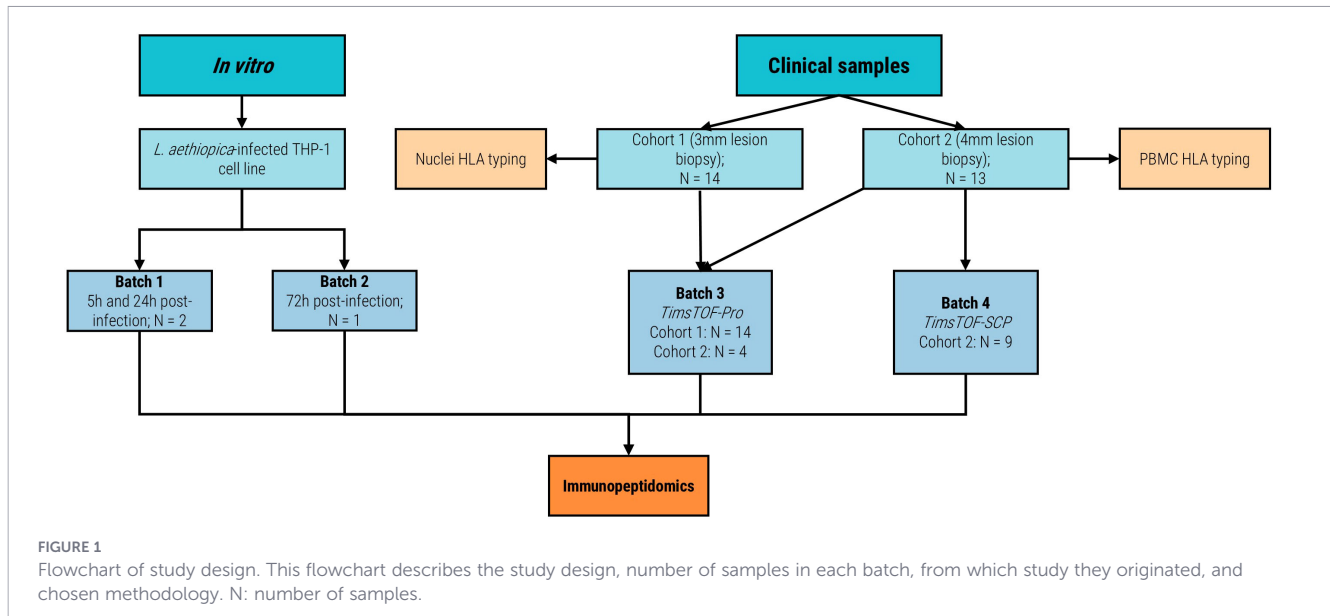 In vitro
Clinical samples
L. aethiopica-infected THP-1
cell line
Nuclei HLA typing
Cohort 1 (3mm lesion
biopsy);
N = 14
Cohort 2 (4mm lesion
biopsy);
N = 13
PBMC HLA typing
Batch 1
5h and 24h post-
infection; N = 2
Batch 2
72h post-infection;
N = 1
Batch 3
TimsTOF-Pro
Cohort 1: N = 14
Cohort 2: N = 4
Batch 4
TimsTOF-SCP
Cohort 2: N = 9
Immunopeptidomics
FIGURE 1
Flowchart of study design. This flowchart describes the study design, number of samples in each batch, from which study they originated, and
chosen methodology. N: number of samples.